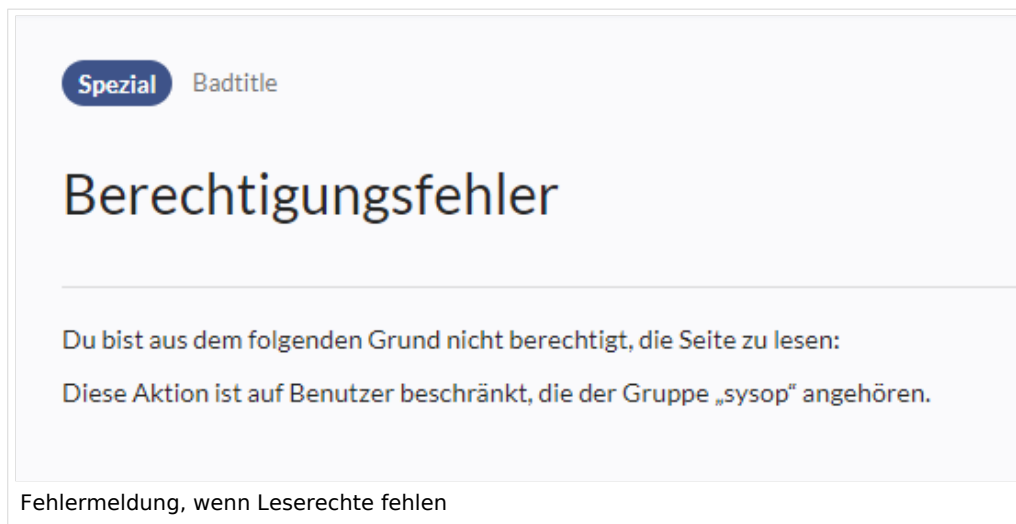 Spezial Badtitle
Berechtigungsfehler
Du bist aus dem folgenden Grund nicht berechtigt, die Seite zu lesen:
Diese Aktion ist auf Benutzer beschränkt, die der Gruppe „sysop“ angehören.
Fehlermeldung, wenn Leserechte fehlen